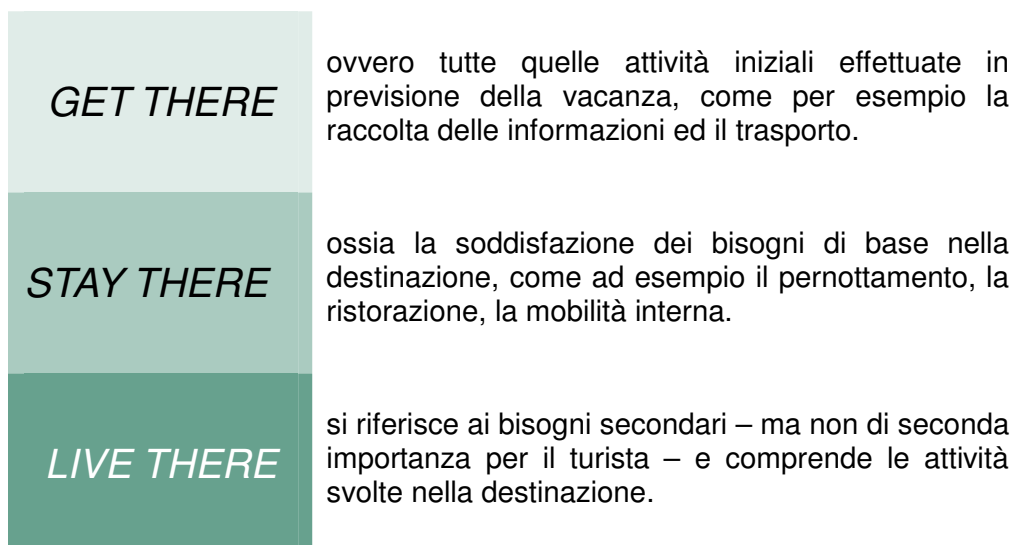 GET THERE
ovvero tutte quelle attività iniziali effettuate in
previsione della vacanza, come per esempio la
raccolta delle informazioni ed il trasporto.
STAY THERE
ossia la soddisfazione dei bisogni di base nella
destinazione, come ad esempio il pernottamento, la
ristorazione, la mobilità interna.
LIVE THERE
si riferisce ai bisogni secondari – ma non di seconda
importanza per il turista – e comprende le attività
svolte nella destinazione.